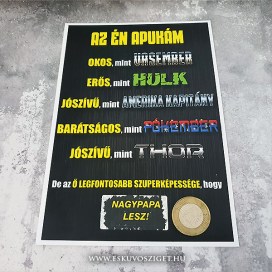 AZ ÉN APUKÁM
OKOS, mint VASEMBER
ERŐS, mint HULK
JÓSZÍVŰ, mint AMERIKA KAPITÁNY
BARÁTSÁGOS, mint PÓKEMBER
JÓSZÍVŰ, mint THOR
De az Ő LEGFONTOSABB SZUPERKÉPESSÉGE, hogy
NAGYPAPA
LESZ!
WWW.ESKUVOSZIGET.HU